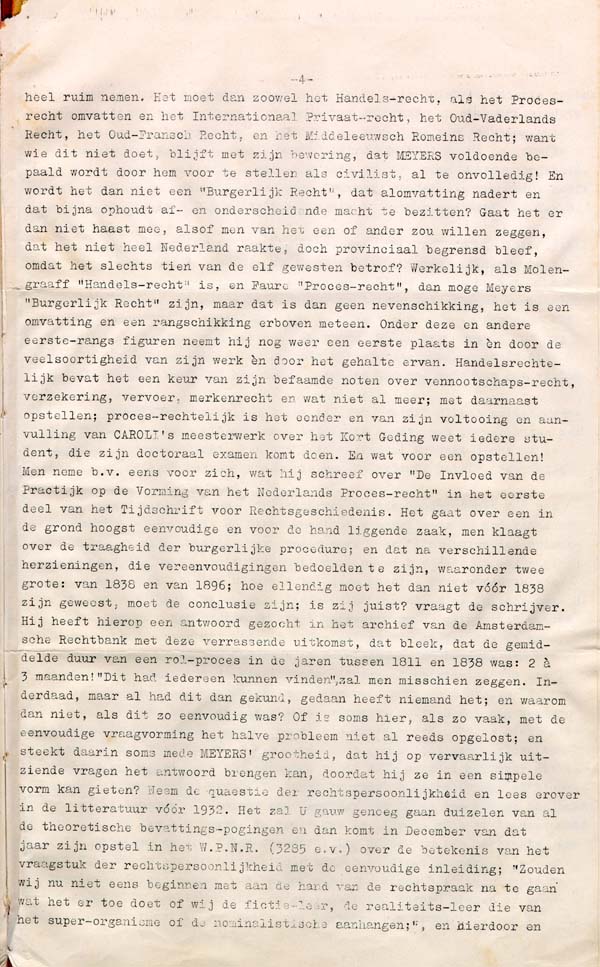 -4-
heel ruim nemen. Het moet dan zoowel het Handels-recht, als het Proces-
recht omvatten en het Internationaal Privaat-recht, het Oud-Vaderlands
Recht, het Oud-Fransch Recht, en het Middeleeuwsch Romeins Recht; want
wie dit niet doet, blijft met zijn bewering, dat MEYERS voldoende be-
paald wordt door hem voor te stellen als civilist, al te onvolledig! En
wordt het dan niet een "Burgerlijk Recht", dat alomvatting nadert en
dat bijna ophoudt af- en onderscheidende macht te bezitten? Gaat het er
dan niet haast mee, alsof men van het een of ander zou willen zeggen,
dat het niet heel Nederland raakte, doch provinciaal begrensd bleef,
omdat het slechts tien van de elf gewesten betrof? Werkelijk, als Molen-
graaff "Handels-recht" is, en Faure "Proces-recht", dan moge Meyers
"Burgerlijk Recht" zijn, maar dat is dan geen nevenschikking, het is een
omvatting en een rangschikking erboven meteen. Onder deze en andere
eerste-rangs figuren neemt hij nog weer een eerste plaats in èn door de
veelsoortigheid van zijn werk èn door het gehalte ervan. Handelsrechte-
lijk bevat het een keur van zijn befaamde noten over vennootschaps-recht,
verzekering, vervoer, merkenrecht en wat niet al meer; met daarnaast
opstellen; proces-rechtelijk is het eender en van zijn voltooing en aan-
vulling van CAROLI's meesterwerk over het Kort Geding weet iedere stu-
dent, die zijn doctoraal examen komt doen. En wat voor een opstellen!
Men neme b.v. eens voor zich, wat hij schreef over "De Invloed van de
Practijk op de Vorming van het Nederlands Proces-recht" in het eerste
deel van het Tijdschrift voor Rechtsgeschiedenis. Het gaat over een in
de grond hoogst eenvoudige en voor de hand liggende zaak, men klaagt
over de traagheid der burgerlijke procedure; en dat na verschillende
herzieningen, die vereenvoudigingen bedoelden te zijn, waaronder twee
grote: van 1838 en van 1896; hoe ellendig moet het dan niet vóór 1838
zijn geweest, moet de conclusie zijn; is zij juist? vraagt de schrijver.
Hij heeft hierop een antwoord gezocht in het archief van de Amsterdam-
sche Rechtbank met deze verrassende uitkomst, dat bleek, dat de gemid-
delde duur van een rol-proces in de jaren tussen 1811 en 1838 was: 2 à
3 maanden!"Dit had iedereen kunnen vinden",zal men misschien zeggen. In-
derdaad, maar al had dit dan gekund, gedaan heeft niemand het; en waarom
dan niet, als dit zo eenvoudig was? Of is soms hier, als zo vaak, met de
eenvoudige vraagvorming het halve probleem niet al reeds opgelost; en
steekt daarin soms mede MEYERS' grootheid, dat hij op vervaarlijk uit-
ziende vragen het antwoord brengen kan, doordat hij ze in een simpele
vorm kan gieten? Neem de quaestie der rechtspersoonlijkheid en lees erover
in de litteratuur vóór 1932. Het zal U gauw genoeg gaan duizelen van al
de theoretische bevattings-pogingen en dan komt in December van dat
jaar zijn opstel in het W.P.N.R. (3285 e.v.) over de betekenis van het
vraagstuk der rechtspersoonlijkheid met de eenvoudige inleiding; "Zouden
wij nu niet eens beginnen met aan de hand van de rechtspraak na te gaan
wat het er toe doet of wij de fictie-leer, de realiteits-leer die van
het super-organisme of de nominalistische aanhangen;", en hierdoor en